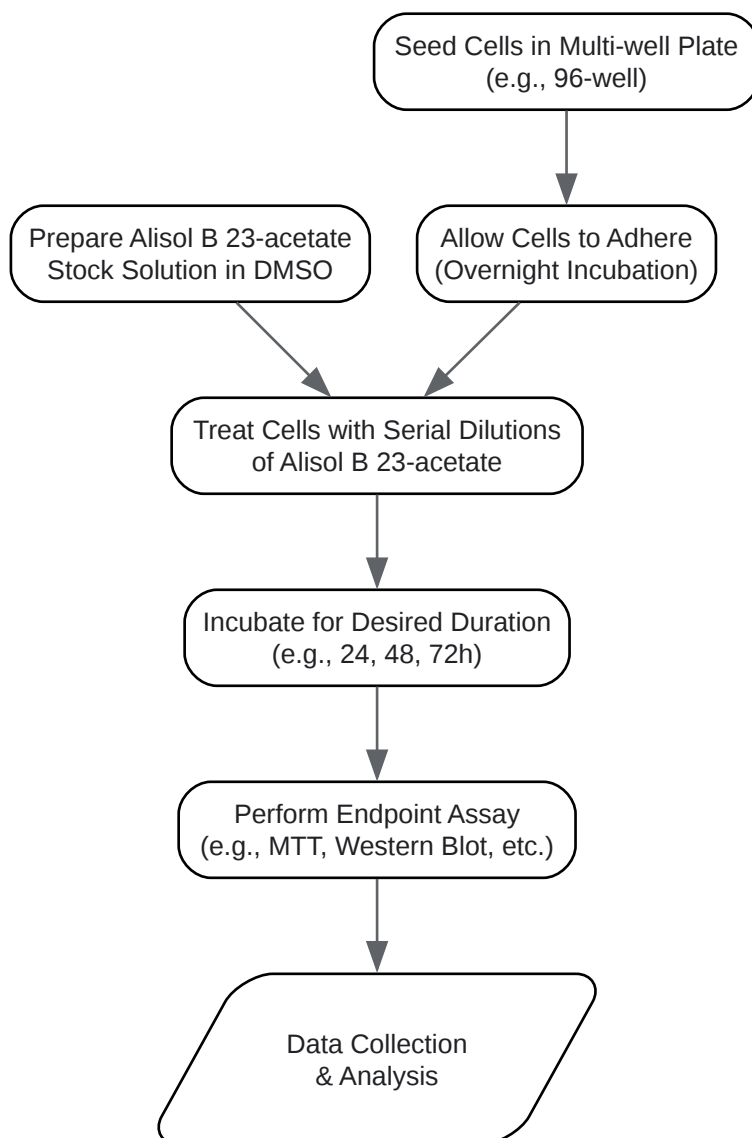 Seed Cells in Multi-well Plate
(e.g., 96-well)
Prepare Alisol B 23-acetate
Stock Solution in DMSO
Allow Cells to Adhere
(Overnight Incubation)
Treat Cells with Serial Dilutions
of Alisol B 23-acetate
Incubate for Desired Duration
(e.g., 24, 48, 72h)
Perform Endpoint Assay
(e.g., MTT, Western Blot, etc.)
Data Collection
& Analysis